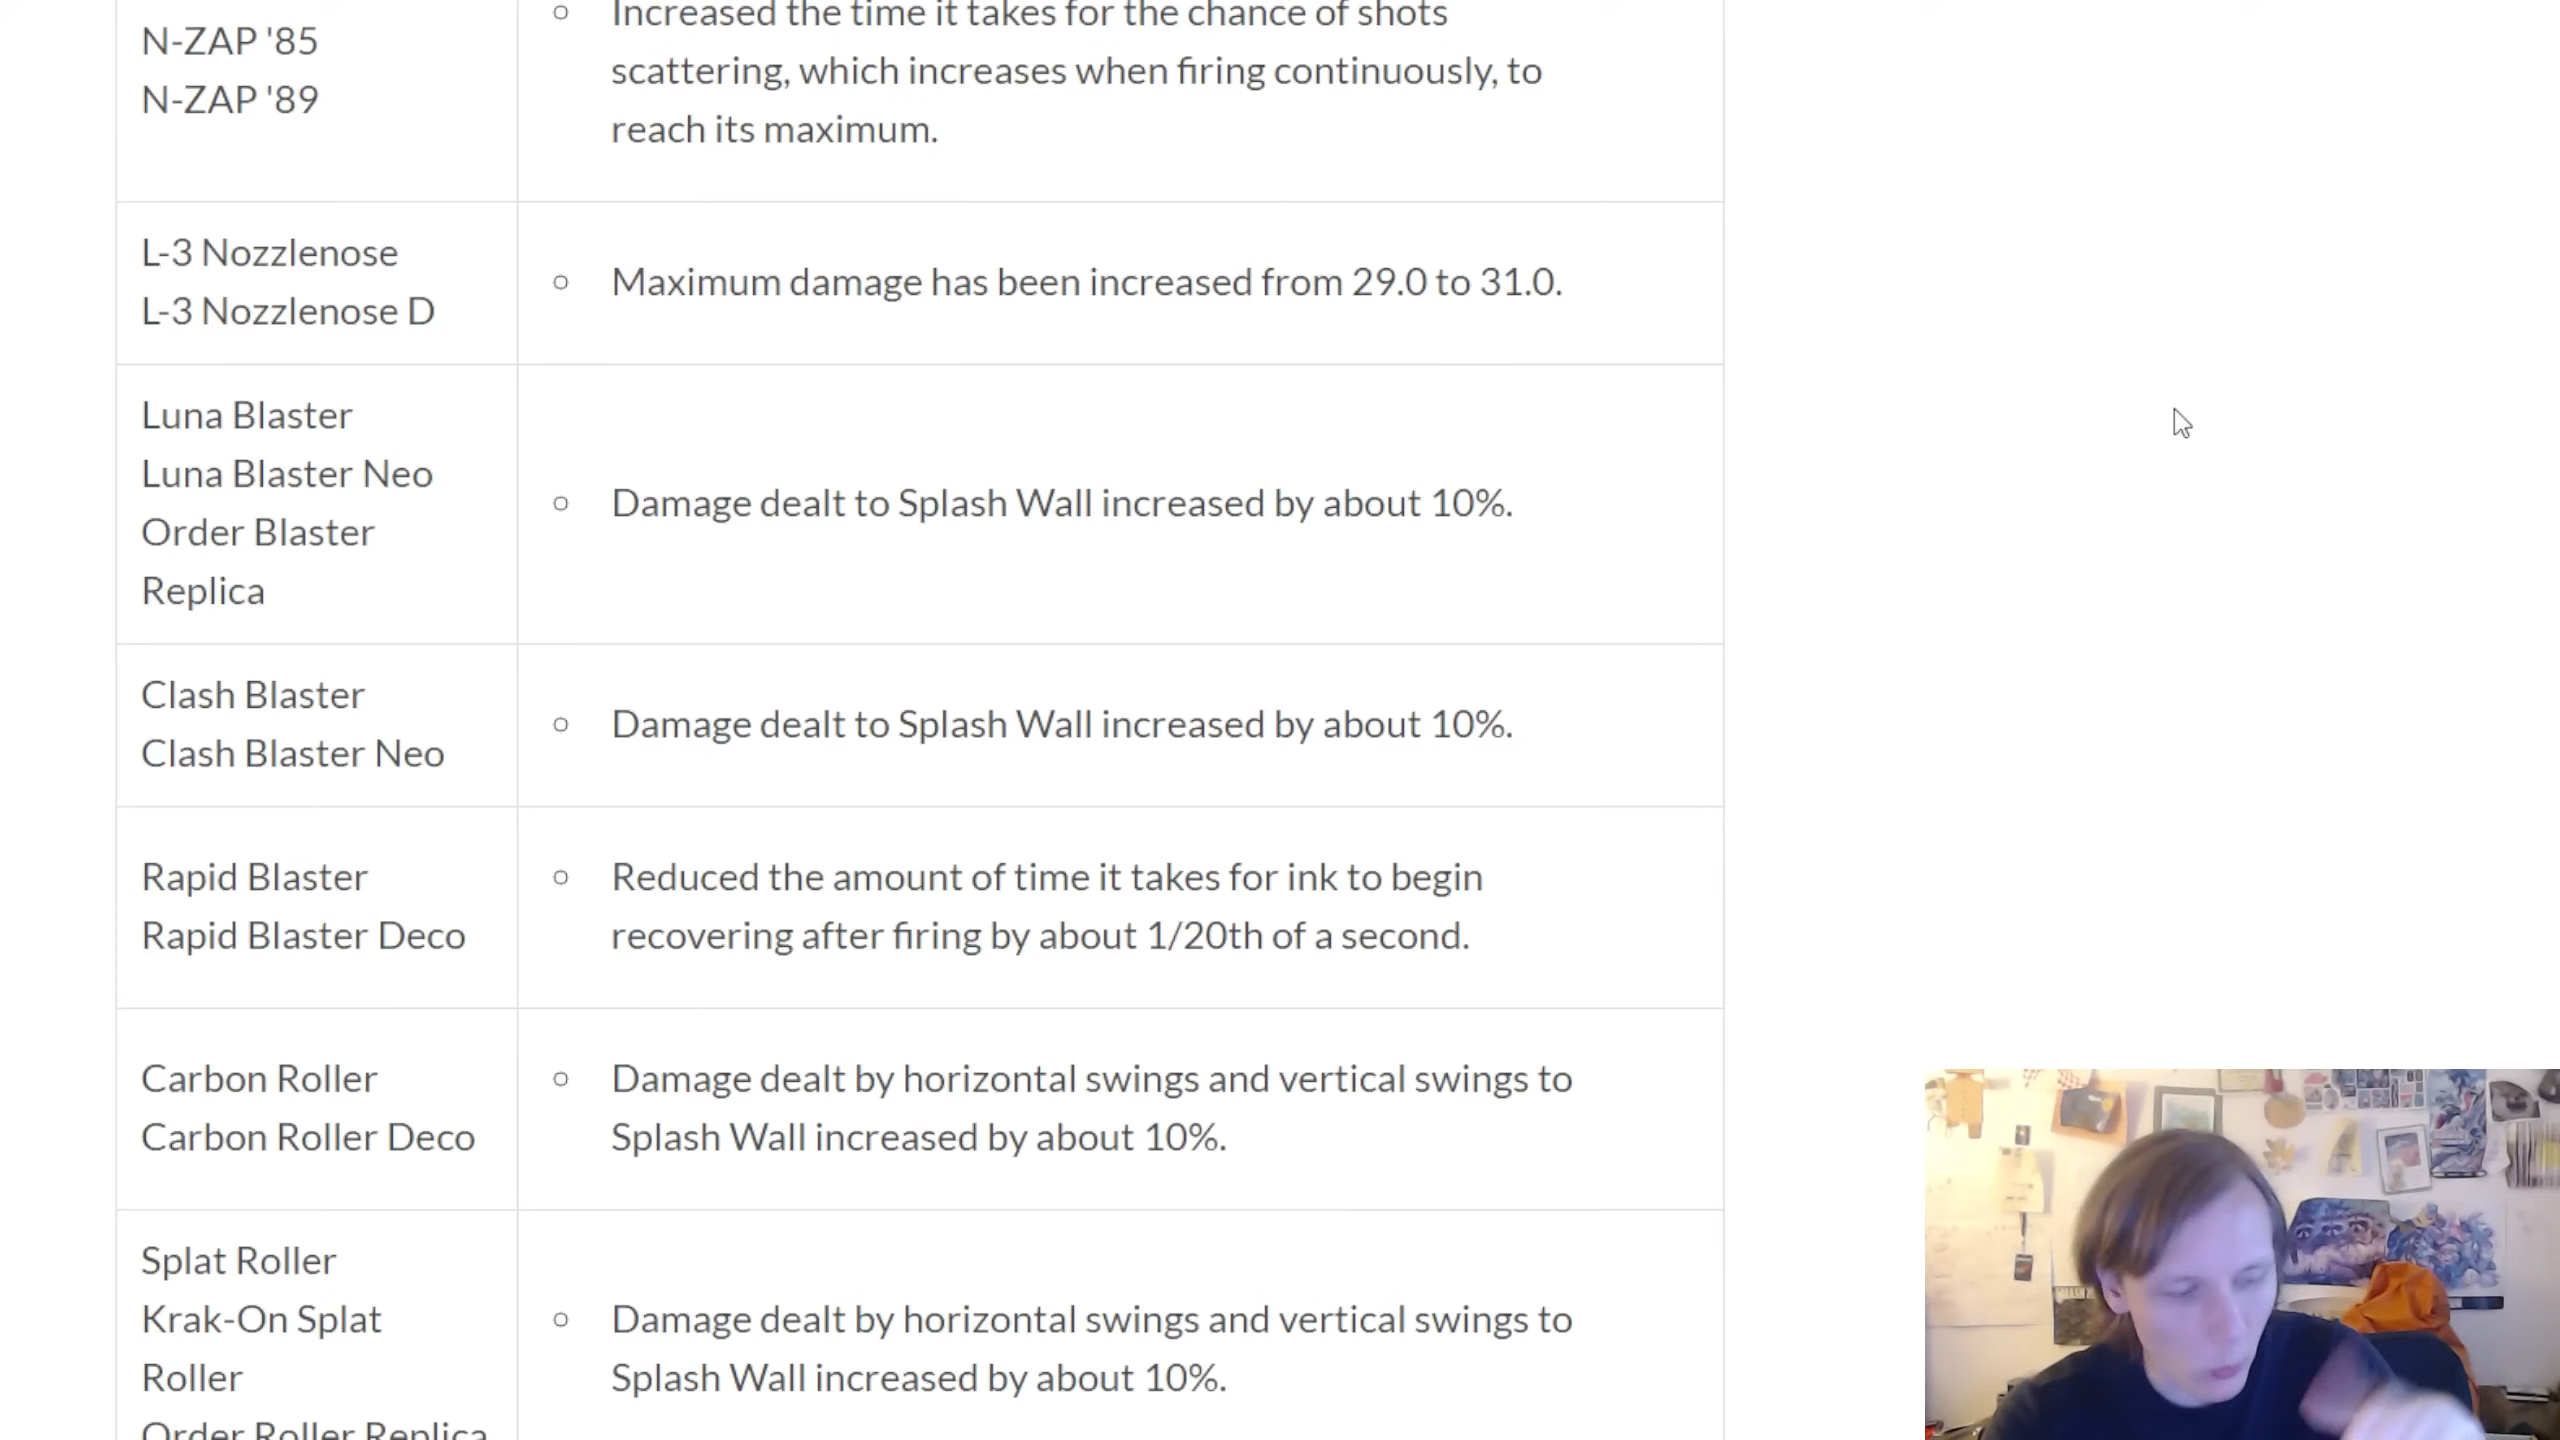 Increased the time it takes for the chance of shots
N-ZAP '85
scattering, which increases when firing continuously, to
N-ZAP '89
reach its maximum.
L-3 Nozzlenose
L-3 Nozzlenose D
Maximum damage has been increased from 29.0 to 31.0.
Luna Blaster
Luna Blaster Neo
Order Blaster
Replica
Damage dealt to Splash Wall increased by about 10%.
Clash Blaster
Clash Blaster Neo
Damage dealt to Splash Wall increased by about 10%.
Rapid Blaster
Rapid Blaster Deco
Reduced the amount of time it takes for ink to begin
recovering after firing by about 1/20th of a second.
Carbon Roller
Carbon Roller Deco
Damage dealt by horizontal swings and vertical swings to
Splash Wall increased by about 10%.
Splat Roller
Krak-On Splat
Roller
Order Roller Replica
Damage dealt by horizontal swings and vertical swings to
Splash Wall increased by about 10%.